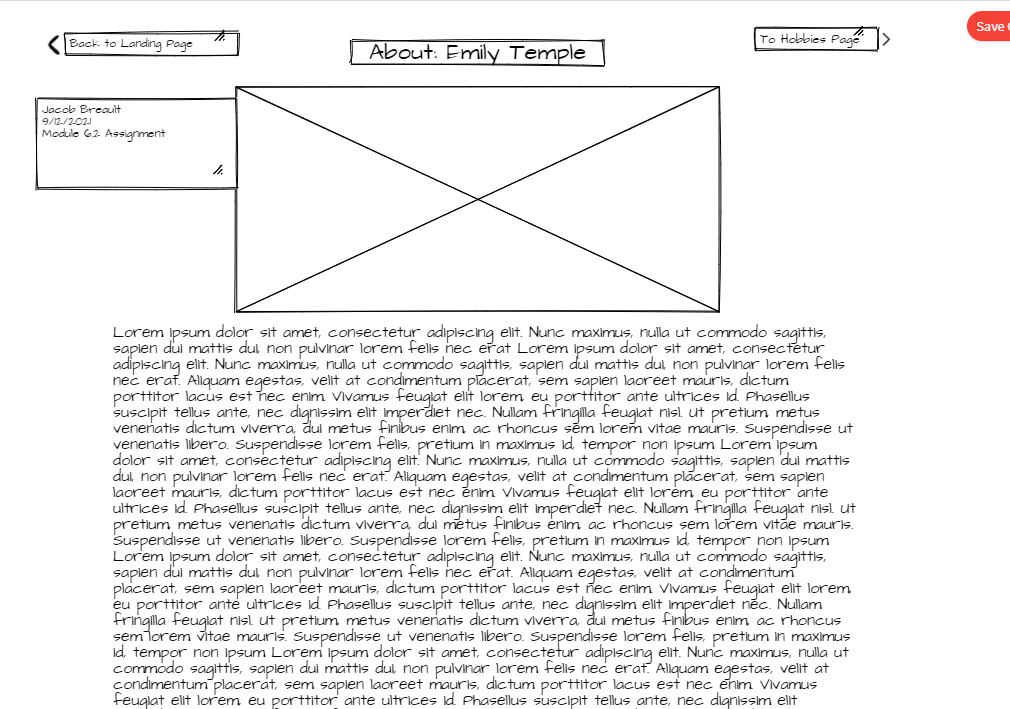 Back to Landing Page
About: Emily Temple
To Hobbies Page
Save
Jacob Breault
9/12/2021
Module 6.2 Assignment
Lorem ipsum dolor sit amet, consectetur adipiscing elit. Nunc maximus, nulla ut commodo sagittis,
sapien dui mattis dui, non pulvinar lorem felis nec erat Lorem ipsum dolor sit amet, consectetur
adipiscing elit. Nunc maximus, nulla ut commodo sagittis, sapien dui mattis dui, non pulvinar lorem felis
nec erat. Aliquam egestas, velit at condimentum placerat, sem sapien laoreet mauris, dictum
porttitor lacus est nec enim. Vivamus feugiat elit lorem, eu porttitor ante ultrices id. Phasellus
suscipit tellus ante, nec dignissim elit imperdiet nec. Nullam fringilla feugiat nisl. Ut pretium, metus
venenatis dictum viverra, dui metus finibus enim, ac rhoncus sem lorem vitae mauris. Suspendisse ut
venenatis libero. Suspendisse lorem felis, pretium in maximus id, tempor non ipsum Lorem ipsum
dolor sit amet, consectetur adipiscing elit. Nunc maximus, nulla ut commodo sagittis, sapien dui mattis
dui, non pulvinar lorem felis nec erat. Aliquam egestas, velit at condimentum placerat, sem sapien
laoreet mauris, dictum porttitor lacus est nec enim. Vivamus feugiat elit lorem, eu porttitor ante
ultrices id. Phasellus suscipit tellus ante, nec dignissim elit imperdiet nec. Nullam fringilla feugiat nisl. Ut
pretium, metus venenatis dictum viverra, dui metus finibus enim, ac rhoncus sem lorem vitae mauris.
Suspendisse ut venenatis libero. Suspendisse lorem felis, pretium in maximus id, tempor non ipsum
Lorem ipsum dolor sit amet, consectetur adipiscing elit. Nunc maximus, nulla ut commodo sagittis,
sapien dui mattis dui, non pulvinar lorem felis nec erat. Aliquam egestas, velit at condimentum
placerat, sem sapien laoreet mauris, dictum porttitor lacus est nec enim. Vivamus feugiat elit lorem,
eu porttitor ante ultrices id. Phasellus suscipit tellus ante, nec dignissim elit imperdiet nec. Nullam
fringilla feugiat nisl. Ut pretium, metus venenatis dictum viverra, dui metus finibus enim, ac rhoncus
sem lorem vitae mauris. Suspendisse ut venenatis libero. Suspendisse lorem felis, pretium in maximus
id, tempor non ipsum Lorem ipsum dolor sit amet, consectetur adipiscing elit. Nunc maximus, nulla ut
commodo sagittis, sapien dui mattis dui, non pulvinar lorem felis nec erat. Aliquam egestas, velit at
condimentum placerat, sem sapien laoreet mauris, dictum porttitor lacus est nec enim. Vivamus
feugiat elit lorem, eu porttitor ante ultrices id. Phasellus suscipit tellus ante, nec dignissim elit